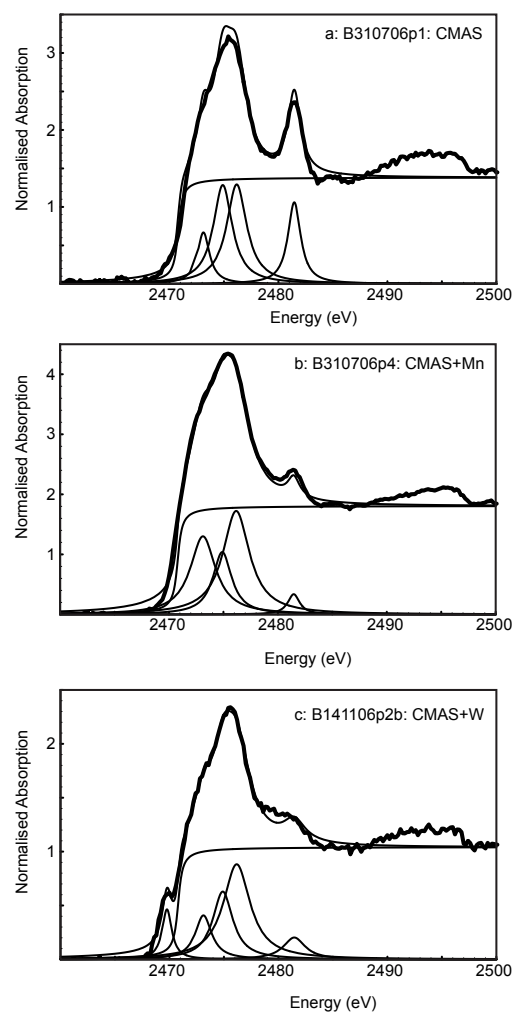 a: B310706p1: CMAS
Normalised Absorption
3
2
1
2470 2480 2490 2500
Energy (eV)
b: B310706p4: CMAS+Mn
Normalised Absorption
4
3
2
1
2470 2480 2490 2500
Energy (eV)
c: B141106p2b: CMAS+W
Normalised Absorption
2
1
2470 2480 2490 2500
Energy (eV)